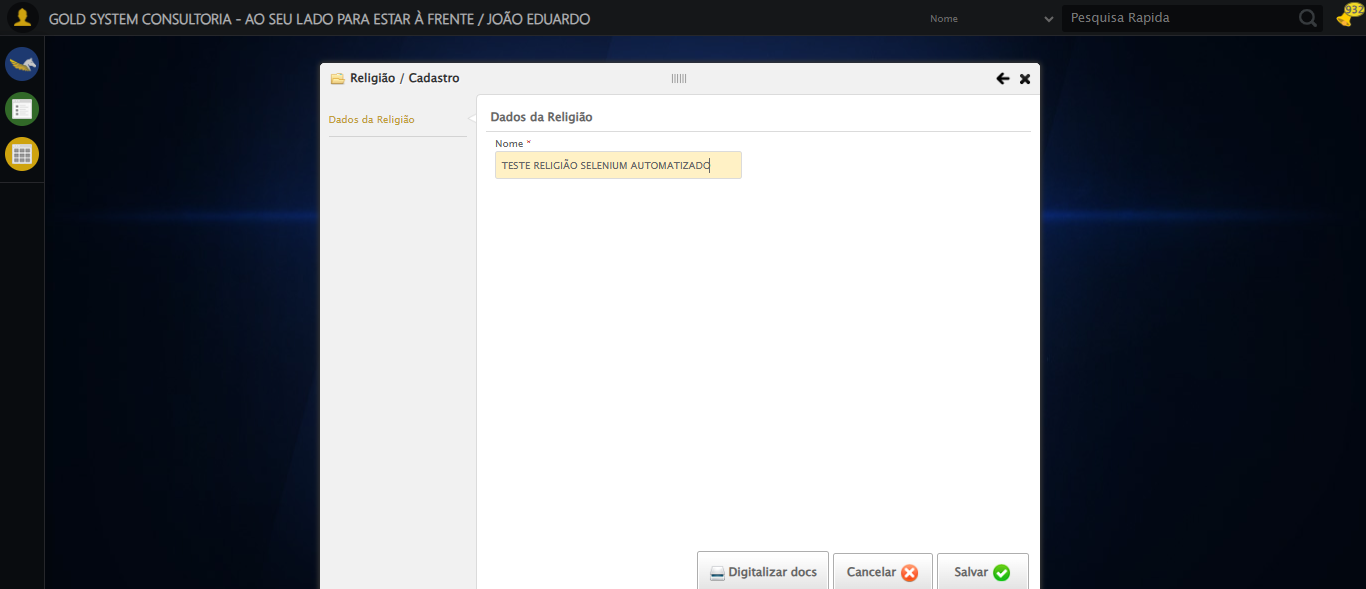 GOLD SYSTEM CONSULTORIA - AO SEU LADO PARA ESTAR À FRENTE / JOÃO EDUARDO
Nome
Pesquisa Rapida
932
Religião / Cadastro
Dados da Religião
Dados da Religião
Nome *
TESTE RELIGIÃO SELENIUM AUTOMATIZADO
Digitalizar docs
Cancelar
Salvar